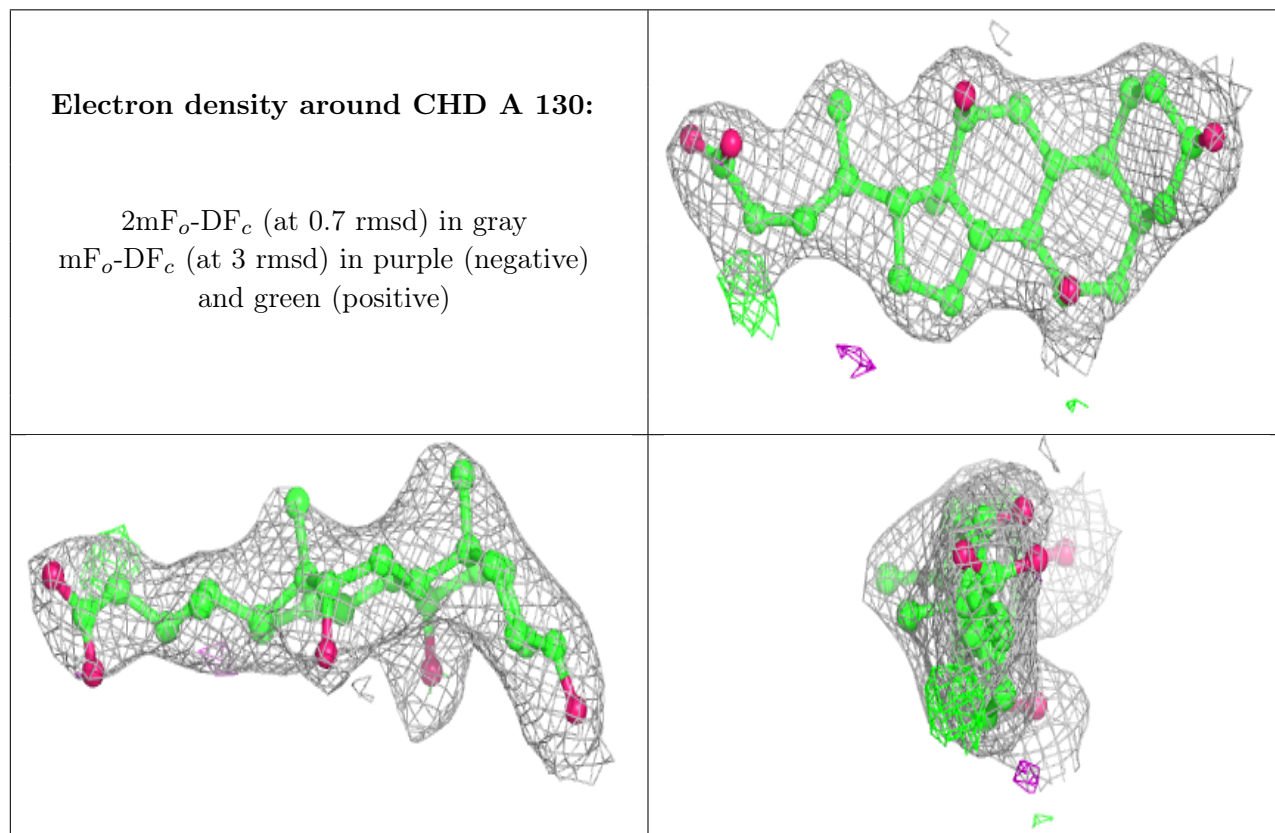 Electron density around CHD A 130:
2mFo-DFc (at 0.7 rmsd) in gray
mFo-DFc (at 3 rmsd) in purple (negative)
and green (positive)